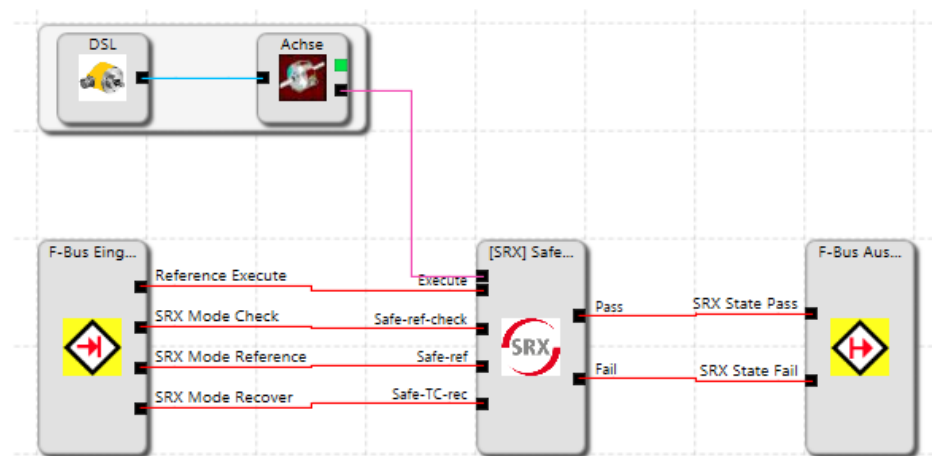 DSL
Achse
F-Bus Eing...
[SRX] Safe...
F-Bus Aus...
Reference Execute
Execute
Pass
SRX State Pass
SRX Mode Check
Safe-ref-check
SRX
SRX Mode Reference
Safe-ref
Fail
SRX State Fail
SRX Mode Recover
Safe-TC-rec